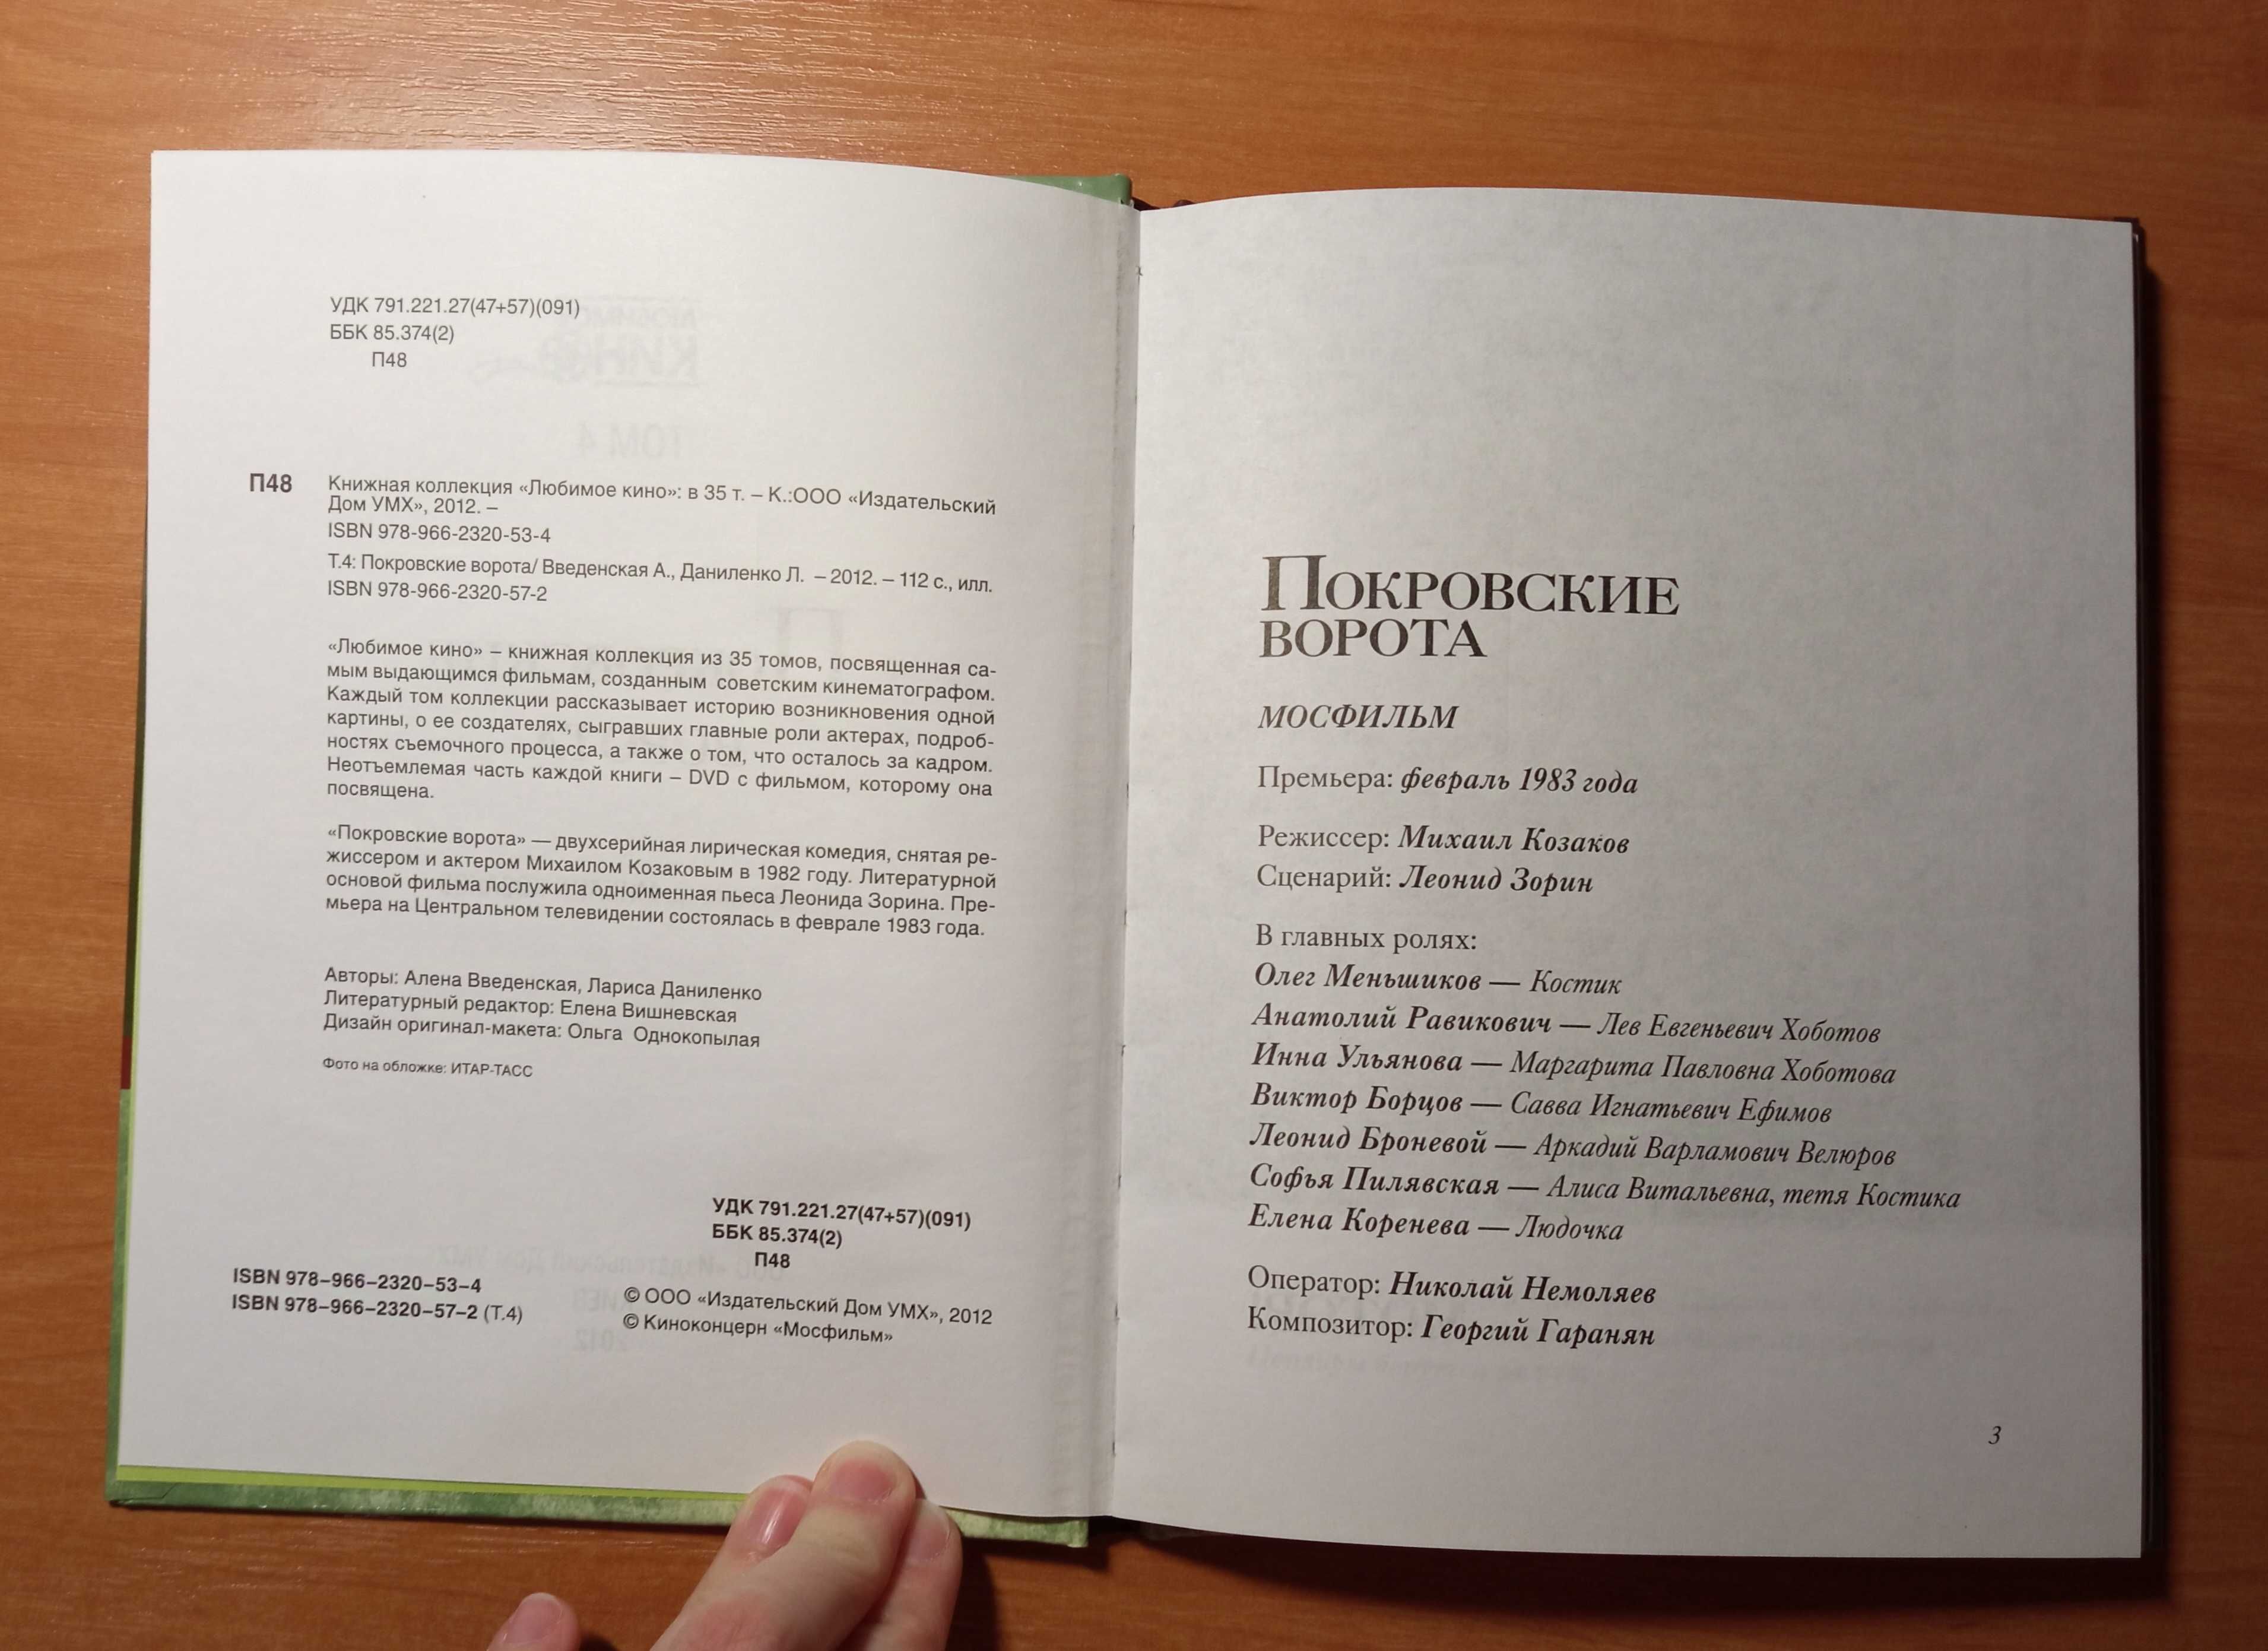 УДК 791.221.27(47+57)(091)
ББК 85.374(2)
П48
П48 Книжная коллекция «Любимое кино»: в 35 т. – К.:ООО «Издательский
Дом УМХ», 2012. –
ISBN 978-966-2320-53-4
Т.4: Покровские ворота/ Введенская А., Даниленко Л. – 2012. – 112 с., илл.
ISBN 978-966-2320-57-2
«Любимое кино» – книжная коллекция из 35 томов, посвященная са-
мым выдающимся фильмам, созданным советским кинематографом.
Каждый том коллекции рассказывает историю возникновения одной
картины, о ее создателях, сыгравших главные роли актерах, подроб-
ностях съемочного процесса, а также о том, что осталось за кадром.
Неотъемлемая часть каждой книги – DVD с фильмом, которому она
посвящена.
«Покровские ворота» — двухсерийная лирическая комедия, снятая ре-
жиссером и актером Михаилом Козаковым в 1982 году. Литературной
основой фильма послужила одноименная пьеса Леонида Зорина. Пре-
мьера на Центральном телевидении состоялась в феврале 1983 года.
Авторы: Алена Введенская, Лариса Даниленко
Литературный редактор: Елена Вишневская
Дизайн оригинал-макета: Ольга Однокопылая
Фото на обложке: ИТАР-ТАСС
УДК 791.221.27(47+57)(091)
ББК 85.374(2)
П48
ISBN 978–966–2320–53–4
ISBN 978–966–2320–57–2 (Т.4)
© ООО «Издательский Дом УМХ», 2012
© Киноконцерн «Мосфильм»
ПОКРОВСКИЕ
ВОРОТА
МОСФИЛЬМ
Премьера: февраль 1983 года
Режиссер: Михаил Козаков
Сценарий: Леонид Зорин
В главных ролях:
Олег Меньшиков — Костик
Анатолий Равикович — Лев Евгеньевич Хоботов
Инна Ульянова — Маргарита Павловна Хоботова
Виктор Борцов — Савва Игнатьевич Ефимов
Леонид Броневой — Аркадий Варламович Велюров
Софья Пилявская — Алиса Витальевна, тетя Костика
Елена Коренева — Людочка
Оператор: Николай Немоляев
Композитор: Георгий Гаранян
3